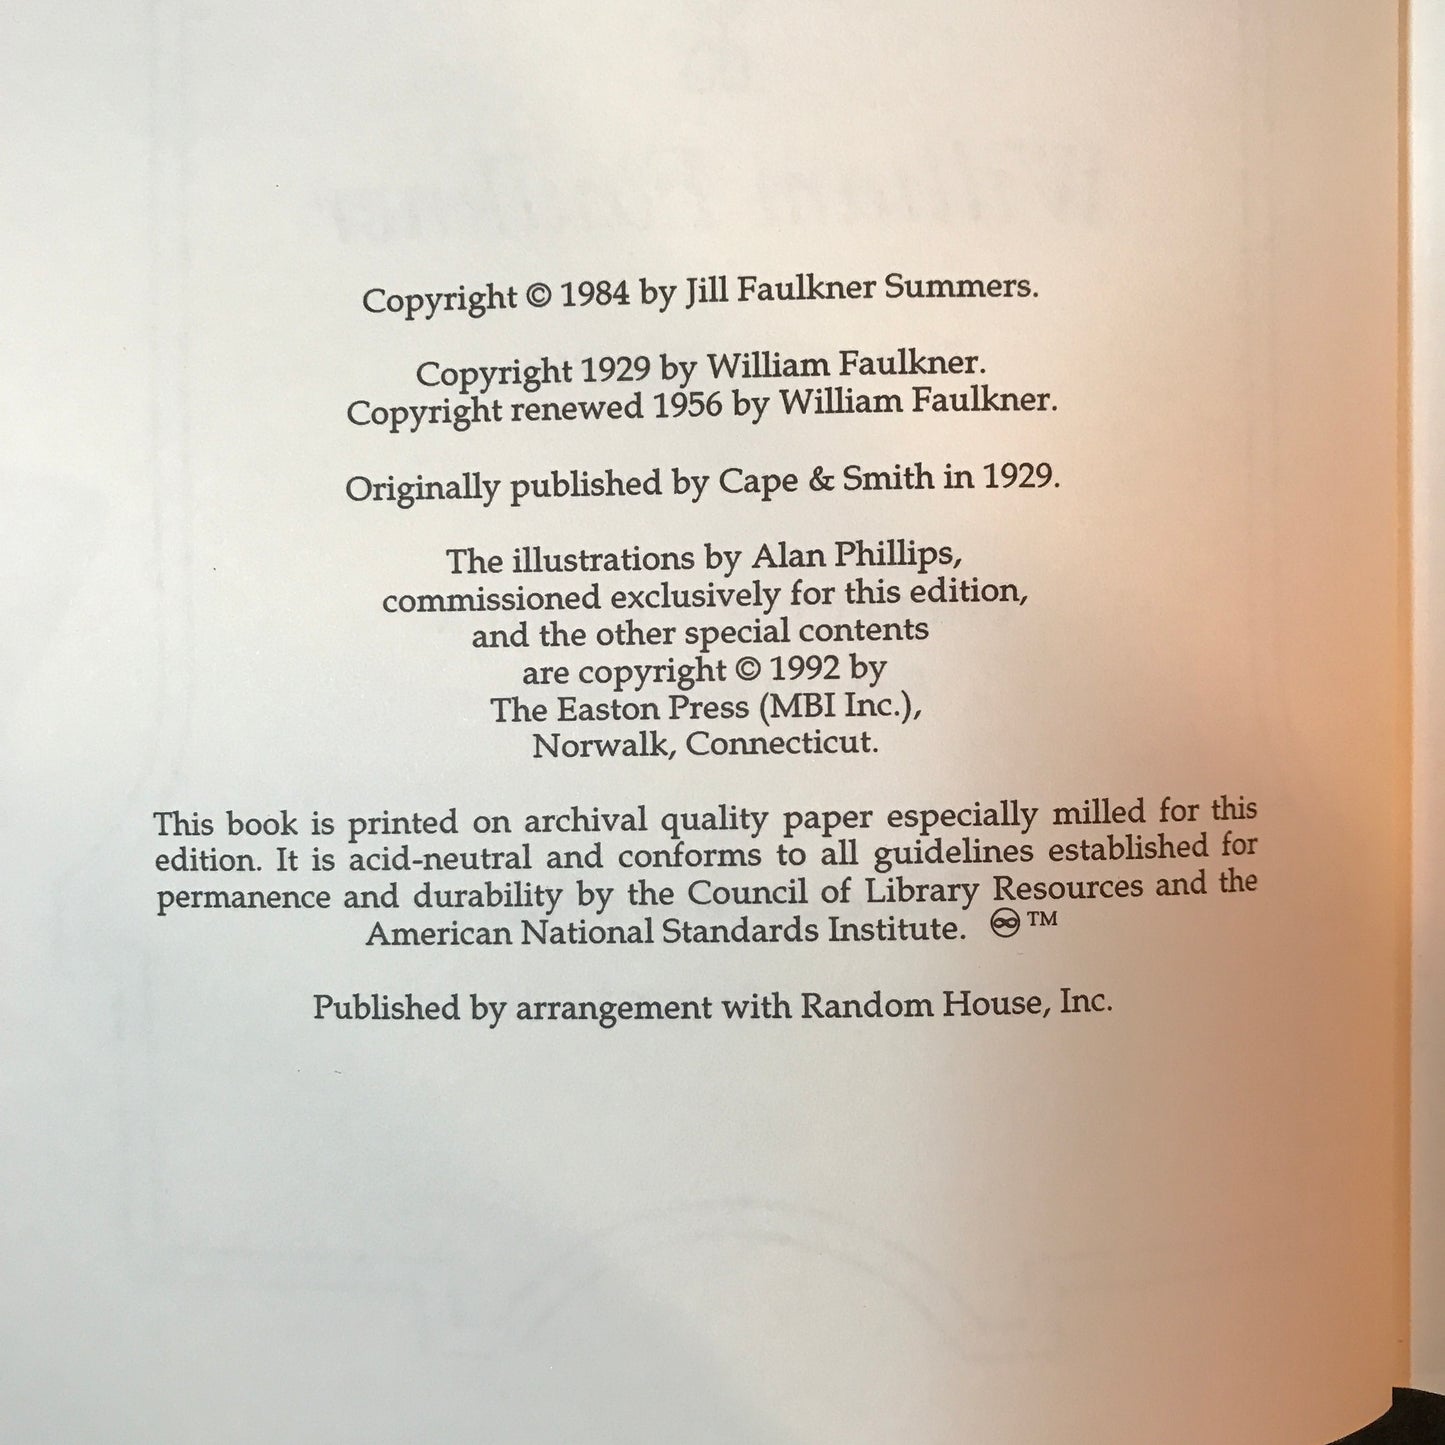 Copyright © 1984 by Jill Faulkner Summers.
Copyright 1929 by William Faulkner.
Copyright renewed 1956 by William Faulkner.
Originally published by Cape & Smith in 1929.
The illustrations by Alan Phillips,
commissioned exclusively for this edition,
and the other special contents
are copyright © 1992 by
The Easton Press (MBI Inc.),
Norwalk, Connecticut.
This book is printed on archival quality paper especially milled for this
edition. It is acid-neutral and conforms to all guidelines established for
permanence and durability by the Council of Library Resources and the
American National Standards Institute. ♾ ™
Published by arrangement with Random House, Inc.